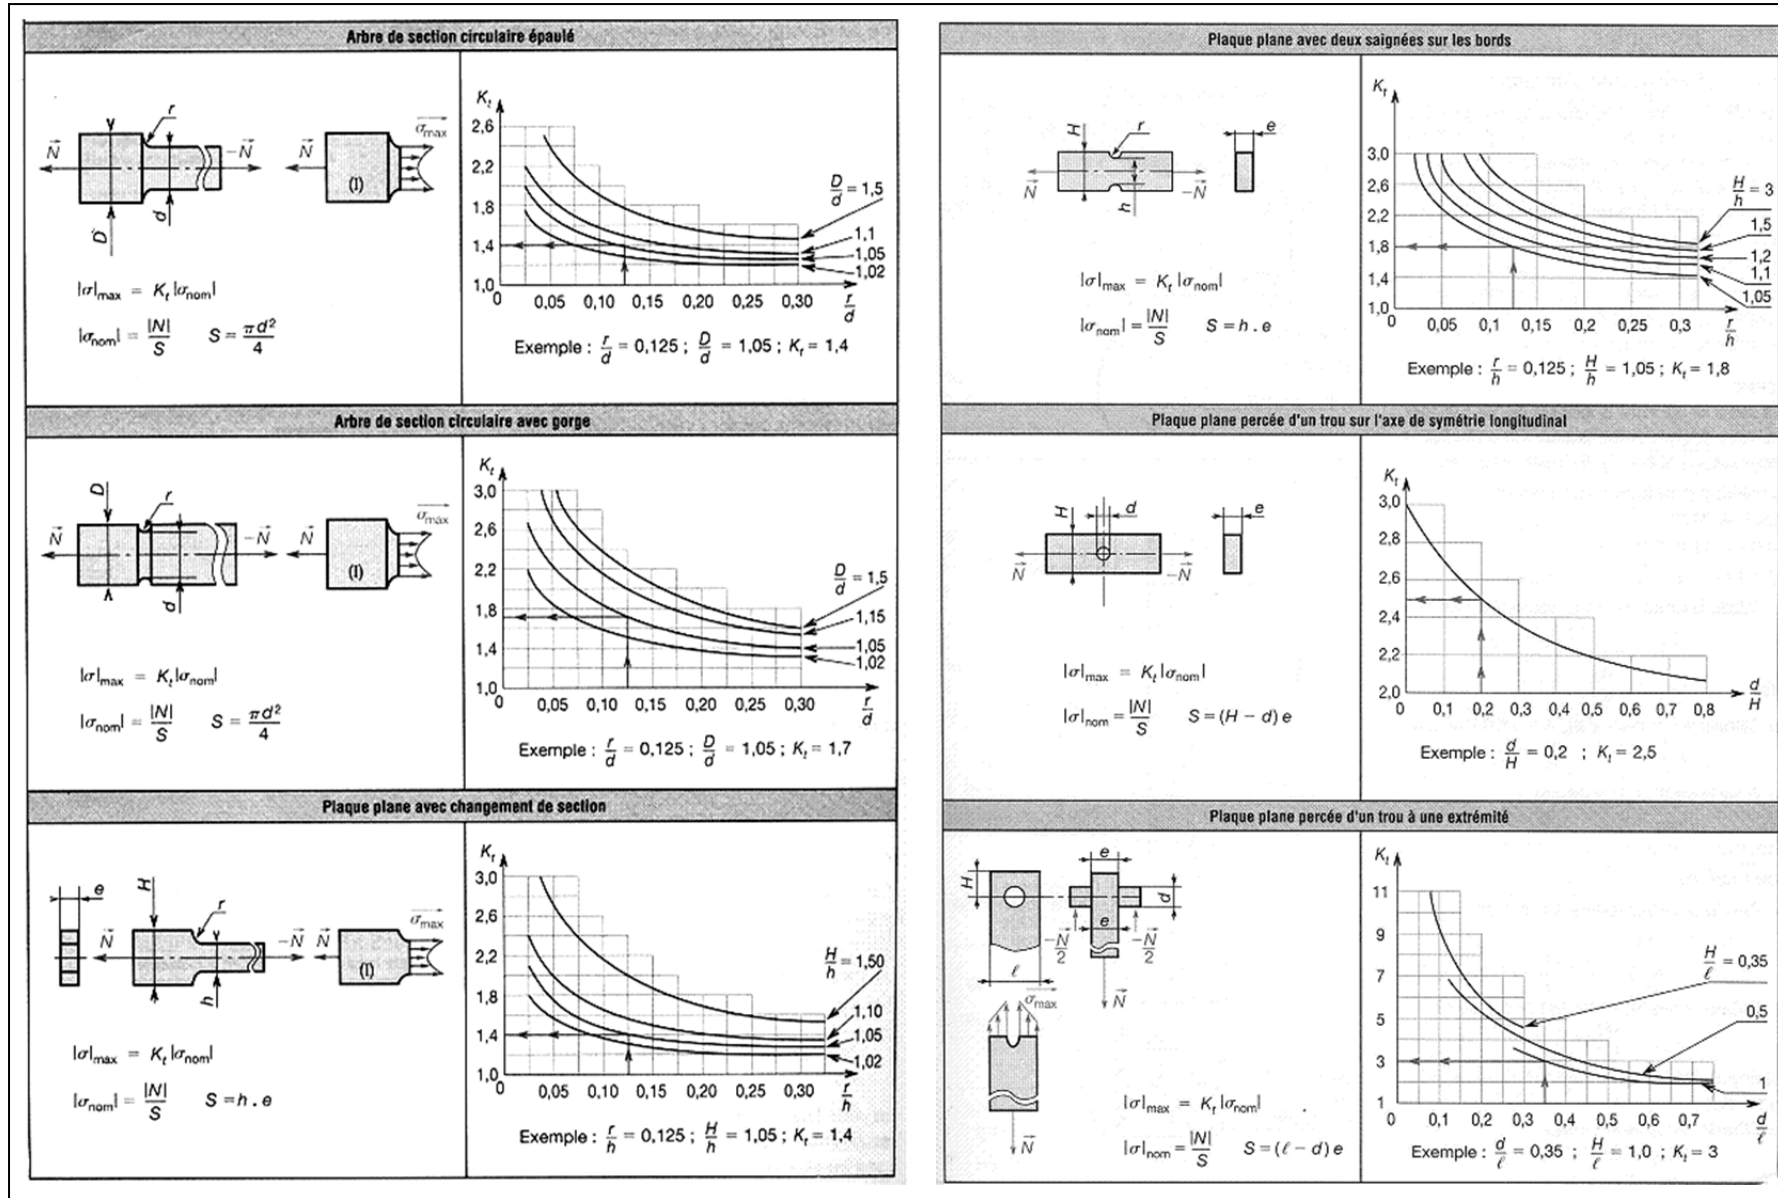 Arbre de section circulaire épaulé
N
D
d
r
-N
N
(I)
σmax
|σ|max = Kt |σnom|
|σnom| = |N| / S S = πd² / 4
Kt
2,6
2,2
1,8
1,4
1,0
0 0,05 0,10 0,15 0,20 0,25 0,30 r/d
D/d = 1,5
1,1
1,05
1,02
Exemple : r/d = 0,125 ; D/d = 1,05 ; Kt = 1,4
Arbre de section circulaire avec gorge
D
r
N
-N
d
N
(I)
σmax
|σ|max = Kt |σnom|
|σnom| = |N| / S S = πd² / 4
Kt
3,0
2,6
2,2
1,8
1,4
1,0
0 0,05 0,10 0,15 0,20 0,25 0,30 r/d
D/d = 1,5
1,15
1,05
1,02
Exemple : r/d = 0,125 ; D/d = 1,05 ; Kt = 1,7
Plaque plane avec changement de section
e
H
r
N
-N
h
N
(I)
σmax
|σ|max = Kt |σnom|
|σnom| = |N| / S S = h . e
Kt
3,0
2,6
2,2
1,8
1,4
1,0
0 0,05 0,10 0,15 0,20 0,25 0,30 r/h
H/h = 1,50
1,10
1,05
1,02
Exemple : r/h = 0,125 ; H/h = 1,05 ; Kt = 1,4
Plaque plane avec deux saignées sur les bords
H
r
e
N
-N
h
|σ|max = Kt |σnom|
|σnom| = |N| / S S = h . e
Kt
3,0
2,6
2,2
1,8
1,4
1,0
0 0,05 0,1 0,15 0,2 0,25 0,3 r/h
H/h = 3
1,5
1,2
1,1
1,05
Exemple : r/h = 0,125 ; H/h = 1,05 ; Kt = 1,8
Plaque plane percée d'un trou sur l'axe de symétrie longitudinal
H
d
e
N
-N
|σ|max = Kt |σnom|
|σ|nom = |N| / S S = (H - d) e
Kt
3,0
2,8
2,6
2,4
2,2
2,0
0 0,1 0,2 0,3 0,4 0,5 0,6 0,7 0,8 d/H
Exemple : d/H = 0,2 ; Kt = 2,5
Plaque plane percée d'un trou à une extrémité
H
e
d
e
-N/2
-N/2
ℓ
N
σmax
N
|σ|max = Kt |σnom|
|σ|nom = |N| / S S = (ℓ - d) e
Kt
11
9
7
5
3
1
0 0,1 0,2 0,3 0,4 0,5 0,6 0,7 d/ℓ
H/ℓ = 0,35
0,5
1
Exemple : d/ℓ = 0,35 ; H/ℓ = 1,0 ; Kt = 3